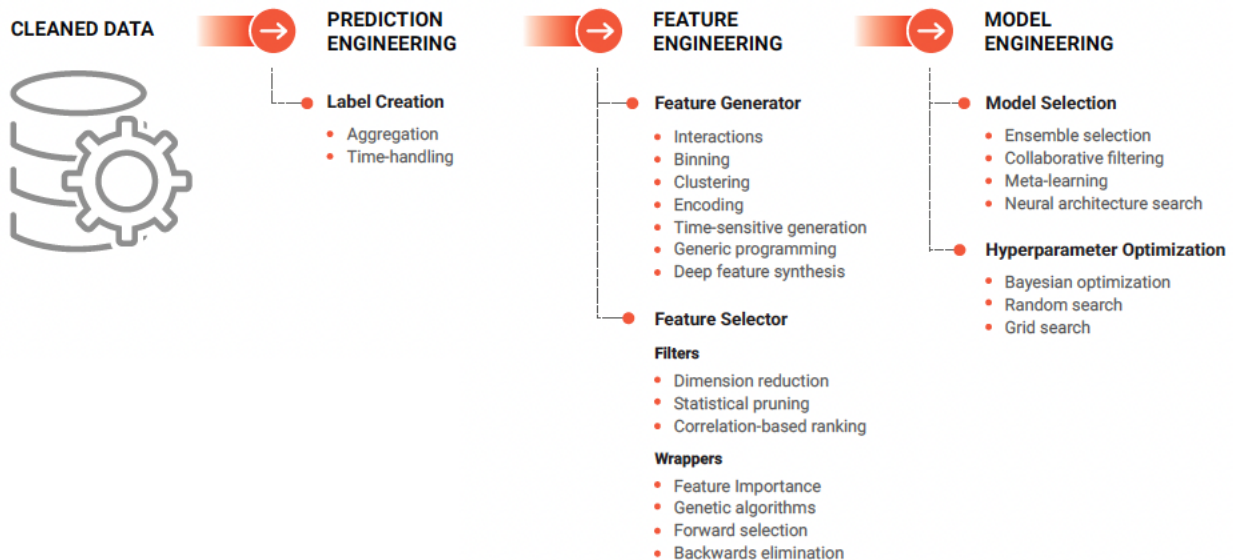 CLEANED DATA
PREDICTION
ENGINEERING
Label Creation
Aggregation
Time-handling
FEATURE
ENGINEERING
Feature Generator
Interactions
Binning
Clustering
Encoding
Time-sensitive generation
Generic programming
Deep feature synthesis
Feature Selector
Filters
Dimension reduction
Statistical pruning
Correlation-based ranking
Wrappers
Feature Importance
Genetic algorithms
Forward selection
Backwards elimination
MODEL
ENGINEERING
Model Selection
Ensemble selection
Collaborative filtering
Meta-learning
Neural architecture search
Hyperparameter Optimization
Bayesian optimization
Random search
Grid search